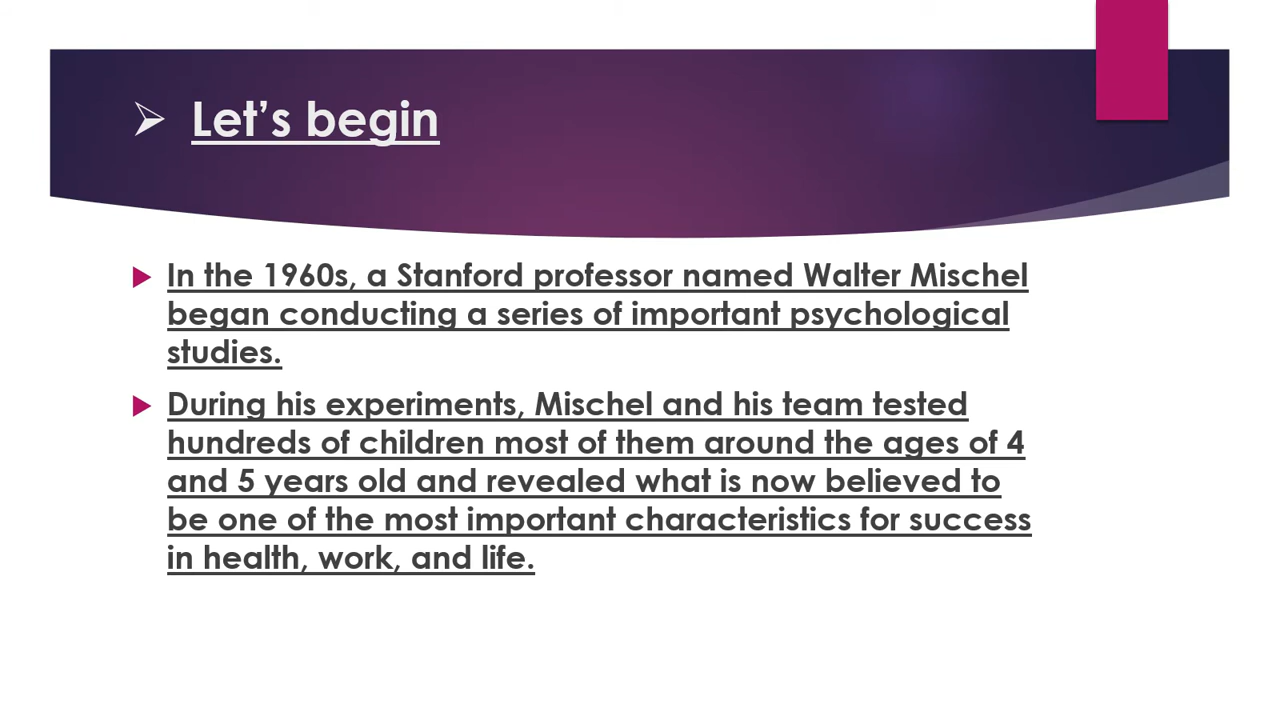 Let’s begin
In the 1960s, a Stanford professor named Walter Mischel
began conducting a series of important psychological
studies.
During his experiments, Mischel and his team tested
hundreds of children most of them around the ages of 4
and 5 years old and revealed what is now believed to
be one of the most important characteristics for success
in health, work, and life.